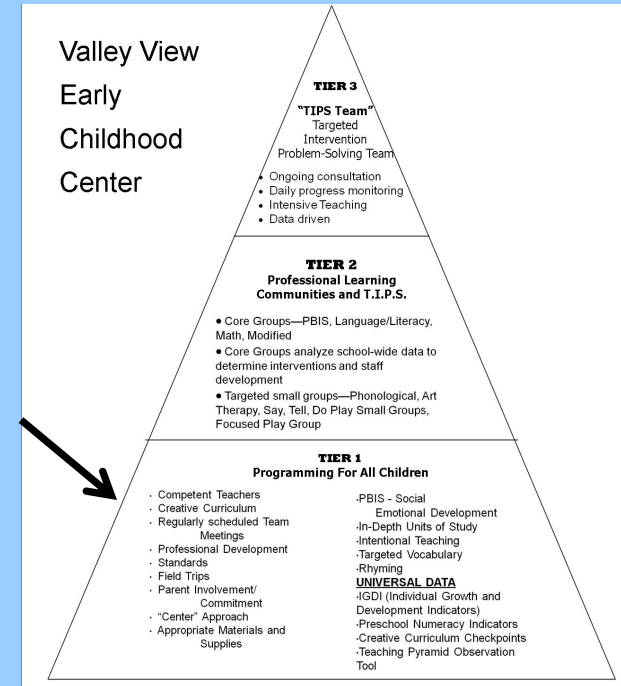 Valley View
Early
Childhood
Center
TIER 3
"TIPS Team"
Targeted
Intervention
Problem-Solving Team
• Ongoing consultation
• Daily progress monitoring
• Intensive Teaching
• Data driven
TIER 2
Professional Learning
Communities and T.I.P.S.
• Core Groups—PBIS, Language/Literacy,
Math, Modified
• Core Groups analyze school-wide data to
determine interventions and staff
development
• Targeted small groups—Phonological, Art
Therapy, Say, Tell, Do Play Small Groups,
Focused Play Group
TIER 1
Programming For All Children
· Competent Teachers
· Creative Curriculum
· Regularly scheduled Team
Meetings
· Professional Development
· Standards
· Field Trips
· Parent Involvement/
Commitment
· "Center" Approach
· Appropriate Materials and
Supplies
·PBIS - Social
Emotional Development
·In-Depth Units of Study
·Intentional Teaching
·Targeted Vocabulary
·Rhyming
UNIVERSAL DATA
·IGDI (Individual Growth and
Development Indicators)
·Preschool Numeracy Indicators
·Creative Curriculum Checkpoints
·Teaching Pyramid Observation
Tool